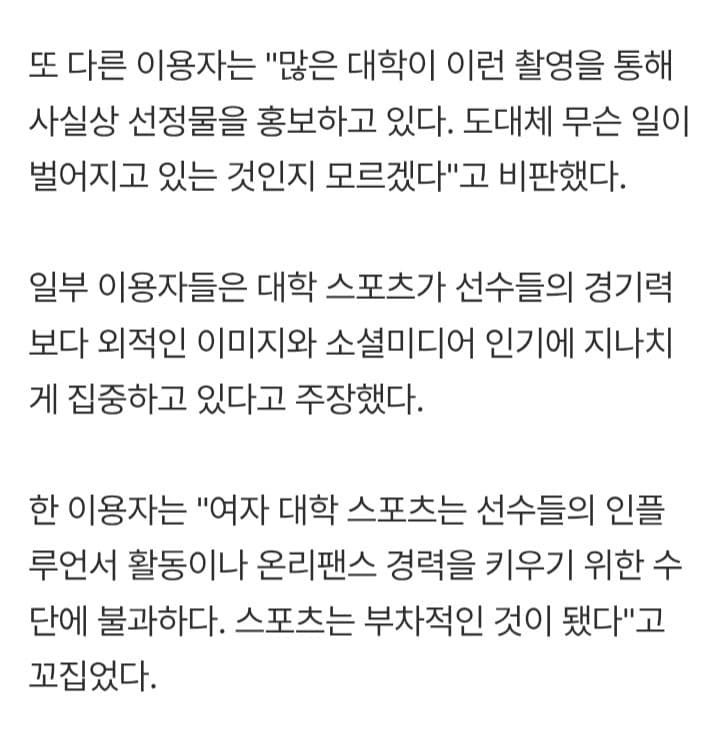 또 다른 이용자는 "많은 대학이 이런 촬영을 통해
사실상 선정물을 홍보하고 있다. 도대체 무슨 일이
벌어지고 있는 것인지 모르겠다"고 비판했다.
일부 이용자들은 대학 스포츠가 선수들의 경기력
보다 외적인 이미지와 소셜미디어 인기에 지나치
게 집중하고 있다고 주장했다.
한 이용자는 "여자 대학 스포츠는 선수들의 인플
루언서 활동이나 온리팬스 경력을 키우기 위한 수
단에 불과하다. 스포츠는 부차적인 것이 됐다"고
꼬집었다.